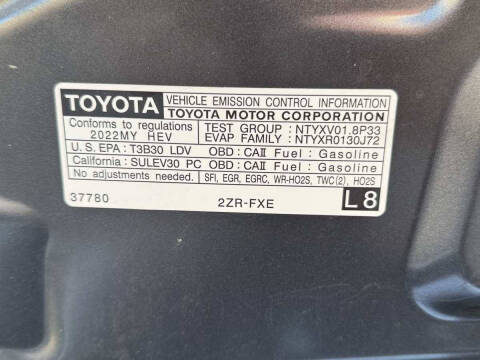 TOYOTA VEHICLE EMISSION CONTROL INFORMATION
TOYOTA MOTOR CORPORATION
Conforms to regulations TEST GROUP : NTYXV01.8P33
2022MY HEV EVAP FAMILY : NTYXR0130J72
U.S. EPA : T3B30 LDV OBD : CAII Fuel : Gasoline
California : SULEV30 PC OBD : CAII Fuel : Gasoline
No adjustments needed. SFI, EGR, EGRC, WR-HO2S, TWC(2), HO2S
37780 2ZR-FXE L8